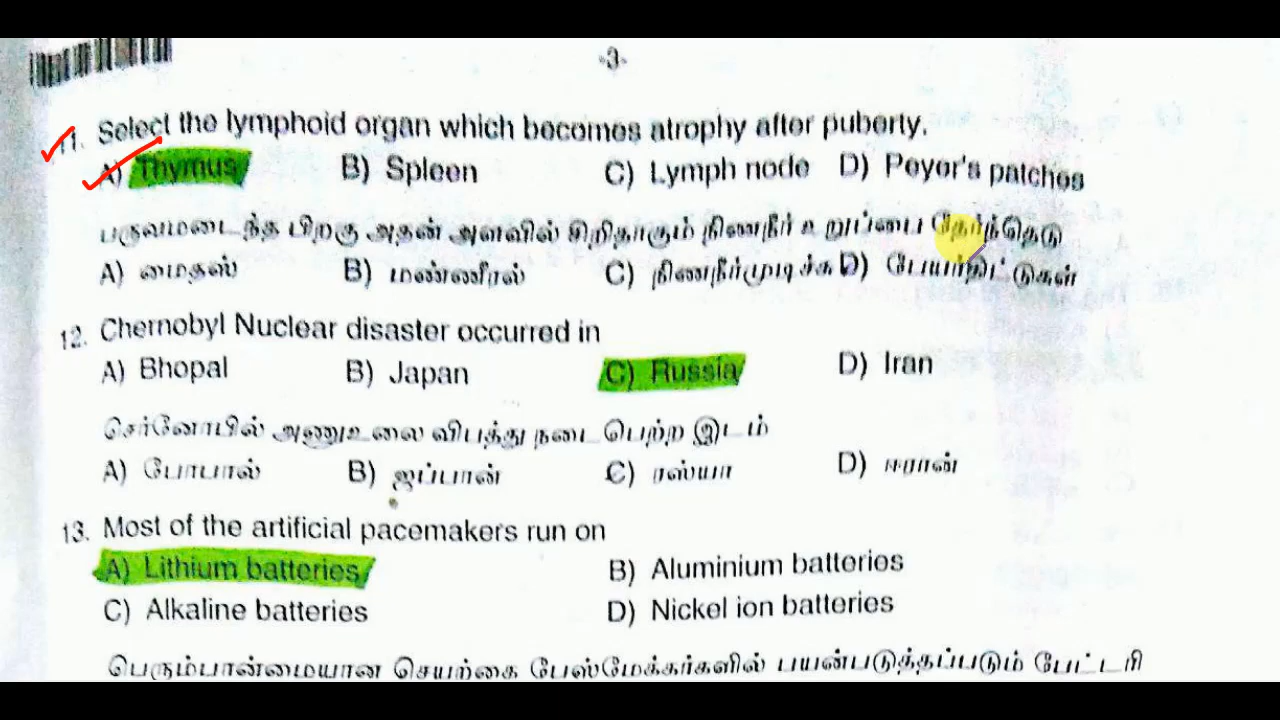 -3-
11. Select the lymphoid organ which becomes atrophy after puberty.
A) Thymus B) Spleen C) Lymph node D) Peyer's patches
பருவமடைந்த பிறகு அதன் அளவில் சிறிதாகும் நிணநீர் உறுப்பை தேர்ந்தெடு
A) தைமஸ் B) மண்ணீரல் C) நிணநீர்முடிச்சு D)
12. Chernobyl Nuclear disaster occurred in
A) Bhopal B) Japan C) Russia D) Iran
செர்னோபில் அணுஉலை விபத்து நடைபெற்ற இடம்
A) போபால் B) ஜப்பான் C) ரஸ்யா D) ஈரான்
13. Most of the artificial pacemakers run on
A) Lithium batteries B) Aluminium batteries
C) Alkaline batteries D) Nickel ion batteries
பெரும்பான்மையான செயற்கை பேஸ்மேக்கர்களில் பயன்படுத்தப்படும் பேட்டரி